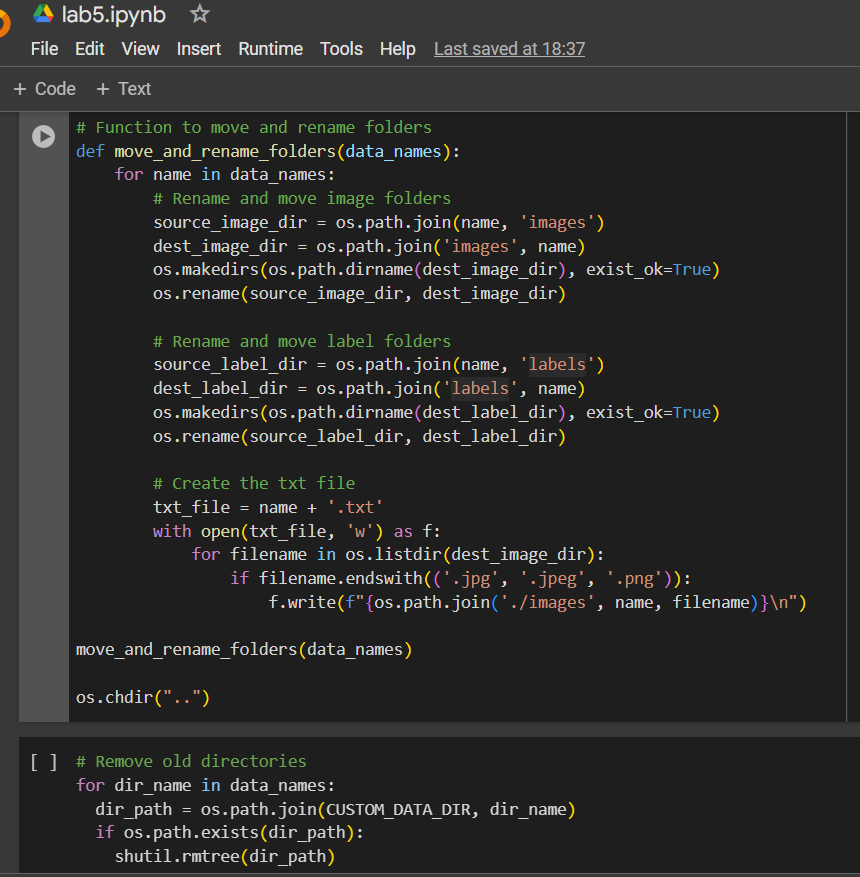 lab5.ipynb
File Edit View Insert Runtime Tools Help Last saved at 18:37
+ Code + Text
# Function to move and rename folders
def move_and_rename_folders(data_names):
    for name in data_names:
        # Rename and move image folders
        source_image_dir = os.path.join(name, 'images')
        dest_image_dir = os.path.join('images', name)
        os.makedirs(os.path.dirname(dest_image_dir), exist_ok=True)
        os.rename(source_image_dir, dest_image_dir)

        # Rename and move label folders
        source_label_dir = os.path.join(name, 'labels')
        dest_label_dir = os.path.join('labels', name)
        os.makedirs(os.path.dirname(dest_label_dir), exist_ok=True)
        os.rename(source_label_dir, dest_label_dir)

        # Create the txt file
        txt_file = name + '.txt'
        with open(txt_file, 'w') as f:
            for filename in os.listdir(dest_image_dir):
                if filename.endswith(('.jpg', '.jpeg', '.png')):
                    f.write(f"{os.path.join('./images', name, filename)}\n")

move_and_rename_folders(data_names)

os.chdir("..")
[ ] # Remove old directories
for dir_name in data_names:
  dir_path = os.path.join(CUSTOM_DATA_DIR, dir_name)
  if os.path.exists(dir_path):
    shutil.rmtree(dir_path)